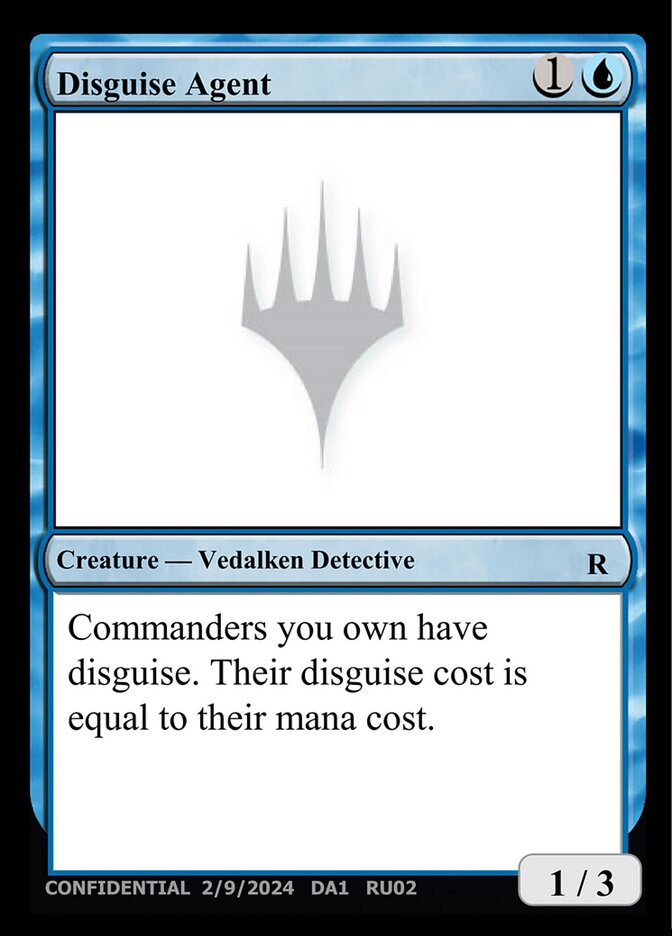 Disguise Agent 1
Creature — Vedalken Detective R
Commanders you own have
disguise. Their disguise cost is
equal to their mana cost.
CONFIDENTIAL 2/9/2024 DA1 RU02
1 / 3